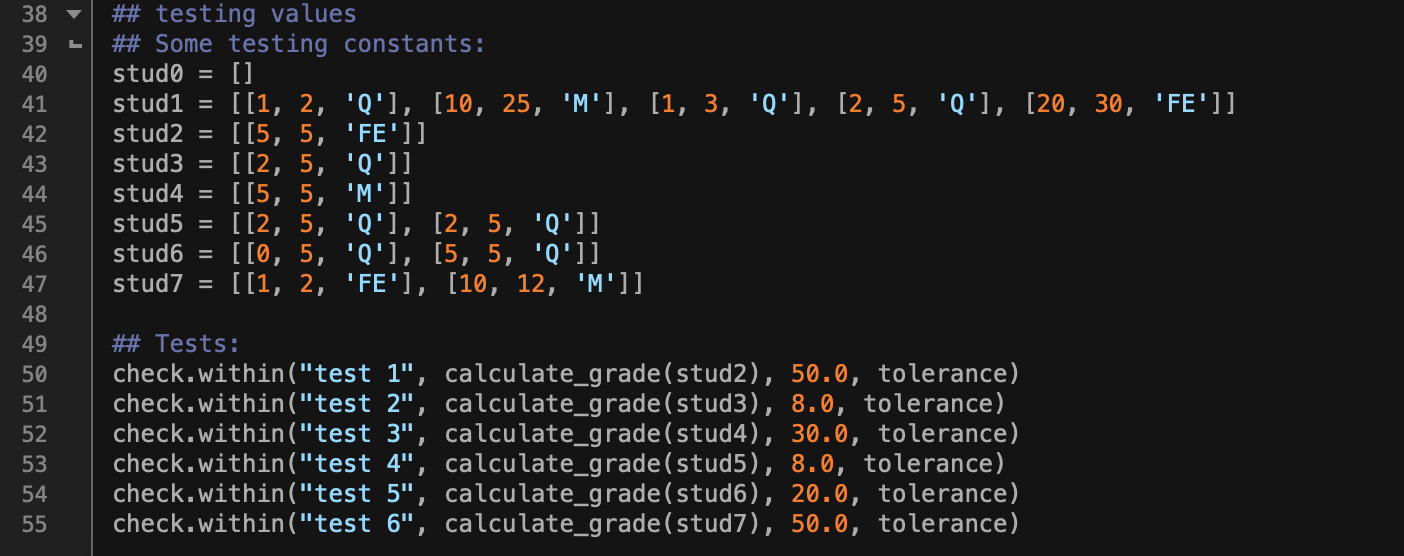 38 ## testing values
39 ## Some testing constants:
40 stud0 = []
41 stud1 = [[1, 2, 'Q'], [10, 25, 'M'], [1, 3, 'Q'], [2, 5, 'Q'], [20, 30, 'FE']]
42 stud2 = [[5, 5, 'FE']]
43 stud3 = [[2, 5, 'Q']]
44 stud4 = [[5, 5, 'M']]
45 stud5 = [[2, 5, 'Q'], [2, 5, 'Q']]
46 stud6 = [[0, 5, 'Q'], [5, 5, 'Q']]
47 stud7 = [[1, 2, 'FE'], [10, 12, 'M']]
48
49 ## Tests:
50 check.within("test 1", calculate_grade(stud2), 50.0, tolerance)
51 check.within("test 2", calculate_grade(stud3), 8.0, tolerance)
52 check.within("test 3", calculate_grade(stud4), 30.0, tolerance)
53 check.within("test 4", calculate_grade(stud5), 8.0, tolerance)
54 check.within("test 5", calculate_grade(stud6), 20.0, tolerance)
55 check.within("test 6", calculate_grade(stud7), 50.0, tolerance)